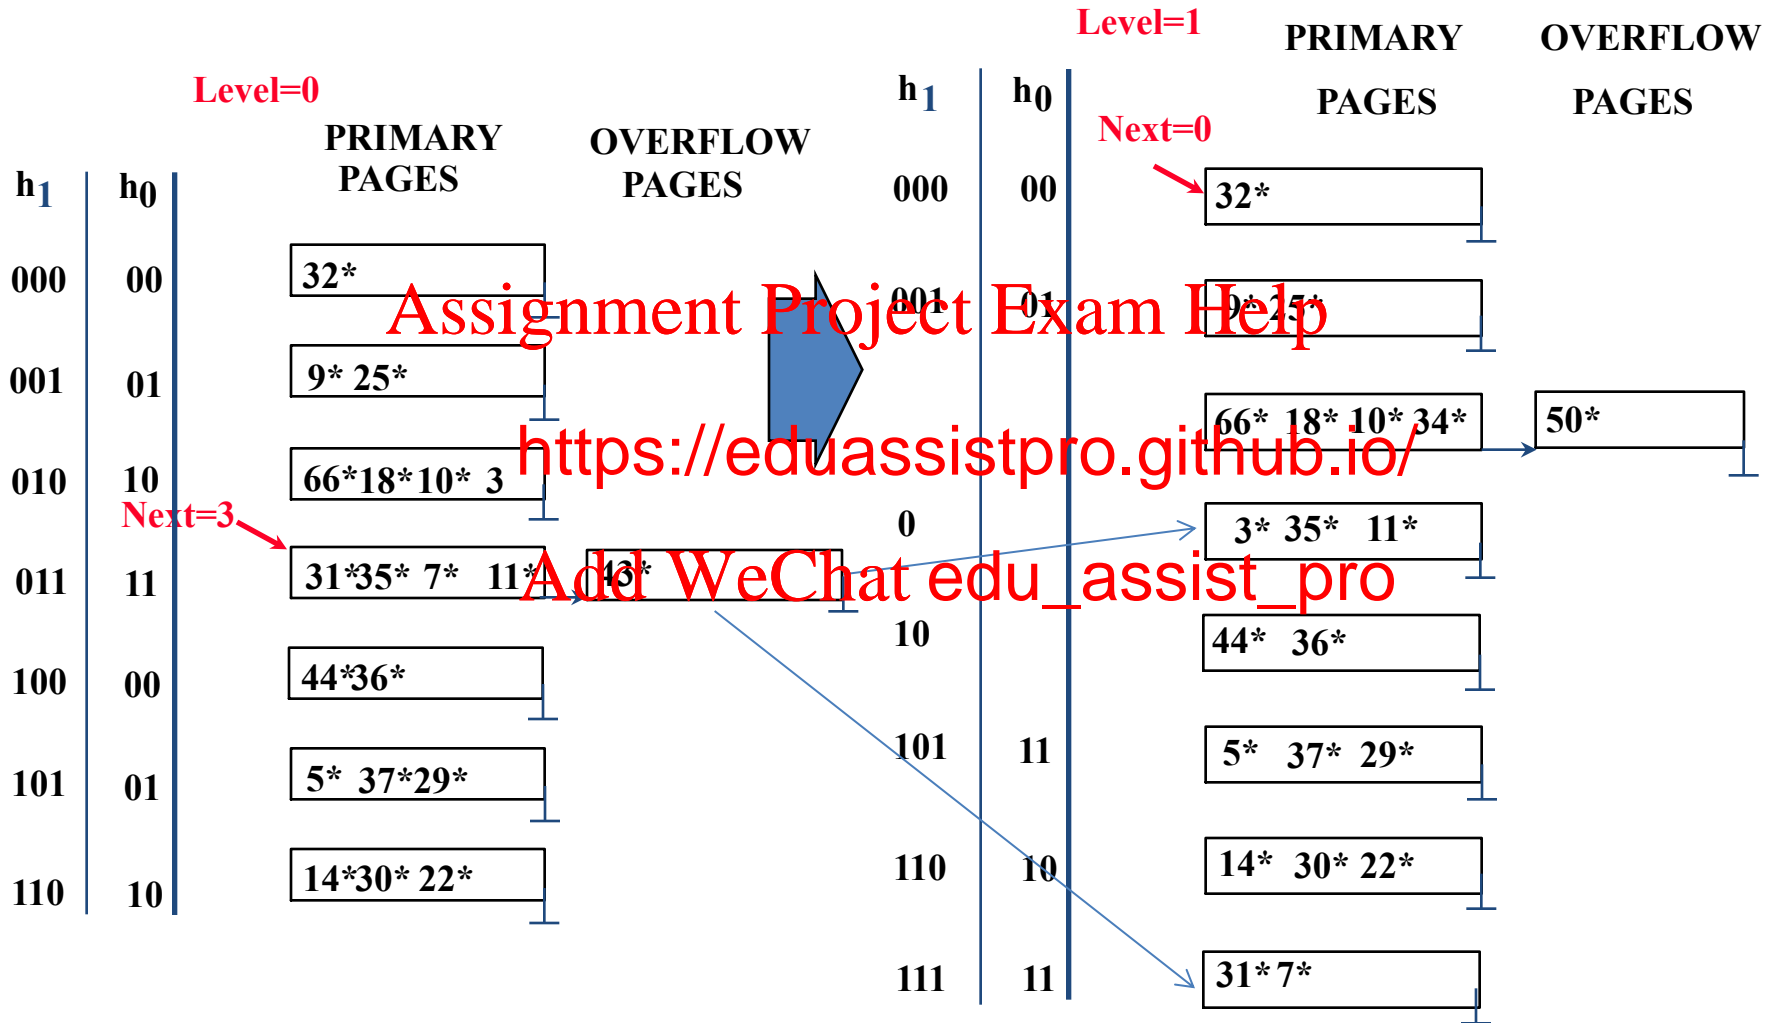 Level=0
PRIMARY PAGES
OVERFLOW PAGES
h1 h0
000 00 32*
001 01 9* 25*
010 10 66* 18* 10* 3
Next=3
011 11 31* 35* 7* 11* 43*
100 00 44* 36*
101 01 5* 37* 29*
110 10 14* 30* 22*
Level=1
PRIMARY PAGES
OVERFLOW PAGES
h1 h0
Next=0
000 00 32*
001 01 9* 25*
66* 18* 10* 34* 50*
0 3* 35* 11*
10 44* 36*
101 11 5* 37* 29*
110 10 14* 30* 22*
111 11 31* 7*
Assignment Project Exam Help
https://eduassistpro.github.io/
Add WeChat edu_assist_pro